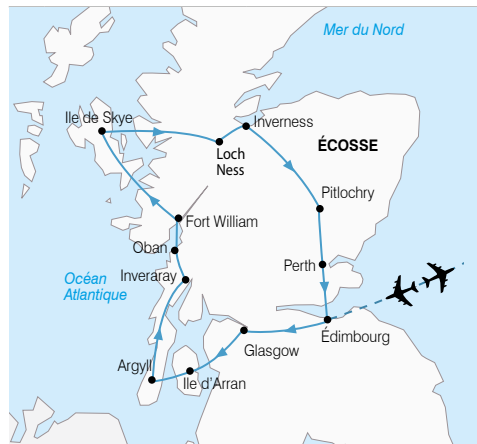 Mer du Nord
Ile de Skye
Inverness
Loch
Ness
ÉCOSSE
Pitlochry
Fort William
Oban
Perth
Inveraray
Océan
Atlantique
Édimbourg
Glasgow
Argyll
Ile d'Arran